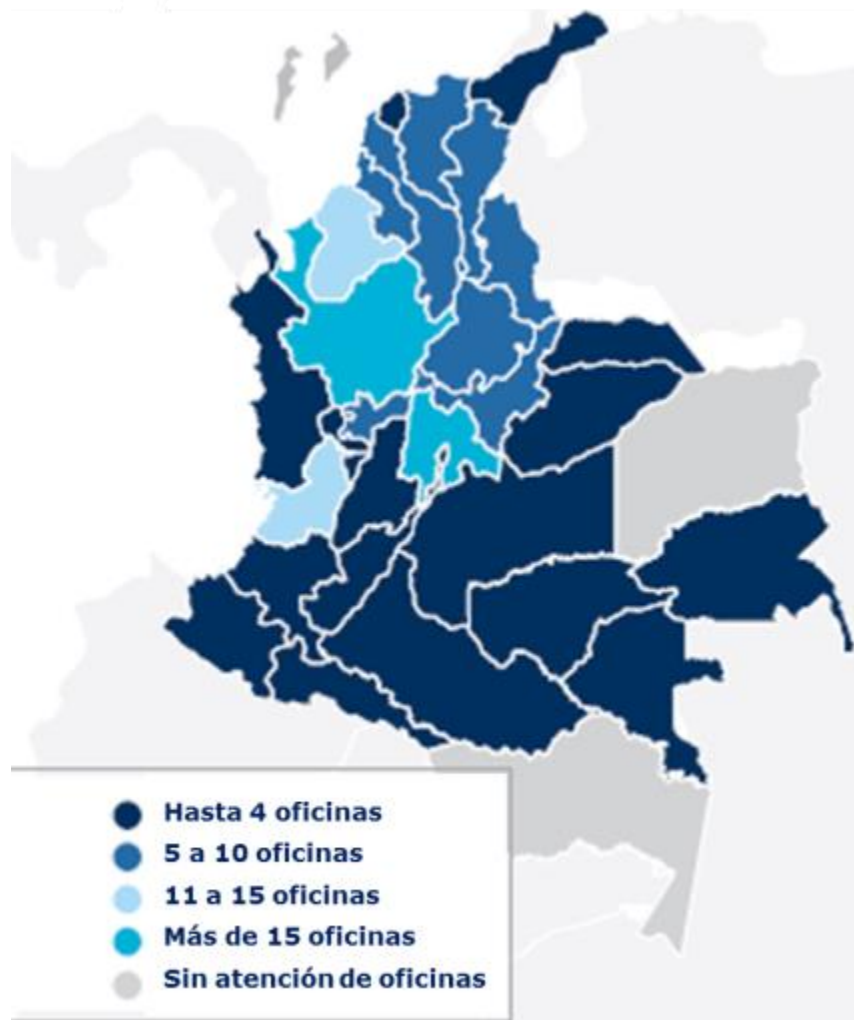 Hasta 4 oficinas
5 a 10 oficinas
11 a 15 oficinas
Más de 15 oficinas
Sin atención de oficinas